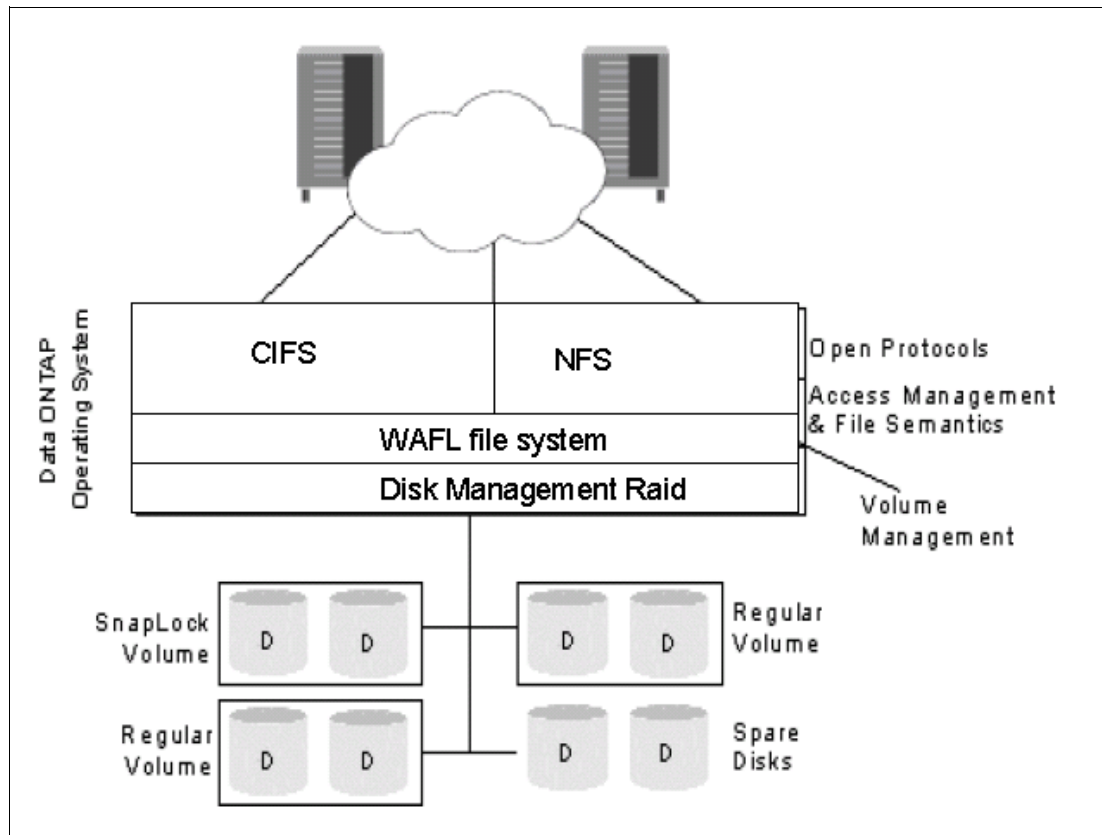 CIFS
NFS
Data ONTAP
Operating System
Open Protocols
Access Management
& File Semantics
WAFL file system
Disk Management Raid
Volume
Management
SnapLock
Volume
D
D
D
D
Regular
Volume
Regular
Volume
D
D
D
D
Spare
Disks